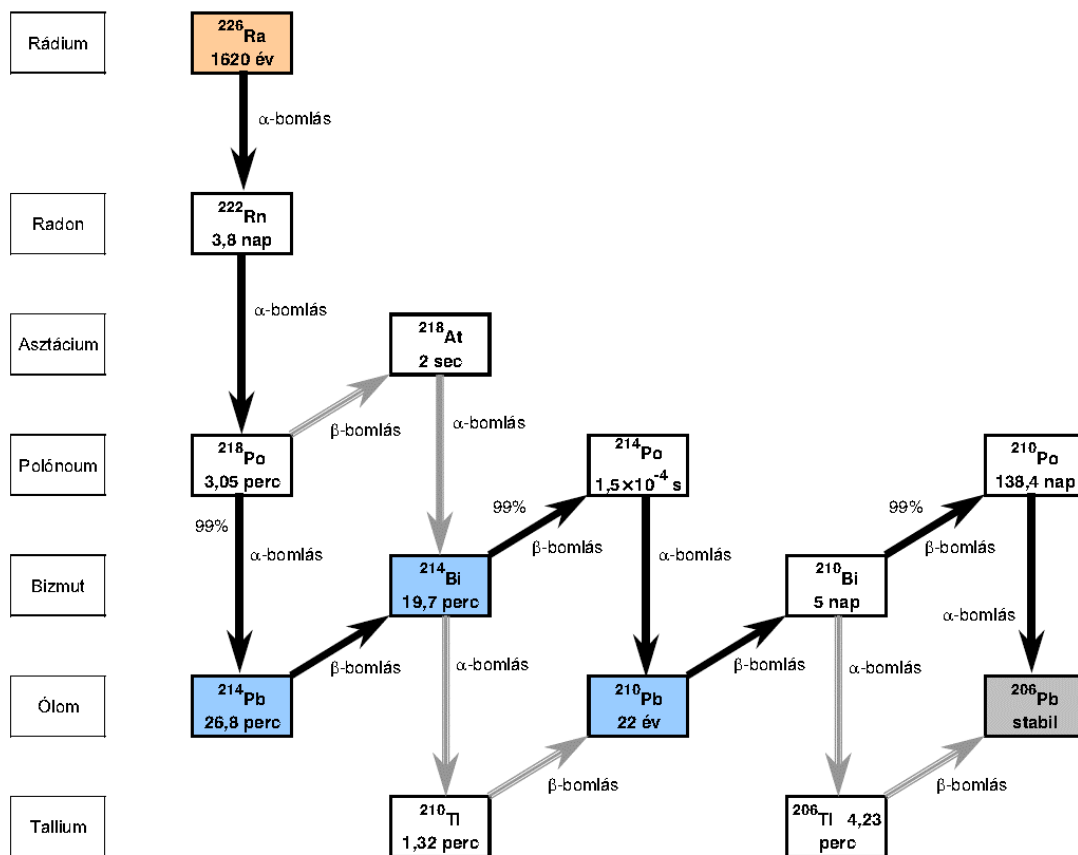 Rádium
226Ra
1620 év
α-bomlás
Radon
222Rn
3,8 nap
α-bomlás
Asztácium
218At
2 sec
β-bomlás
α-bomlás
Polónoum
218Po
3,05 perc
214Po
1,5×10-4 s
210Po
138,4 nap
99%
α-bomlás
99%
β-bomlás
α-bomlás
99%
β-bomlás
α-bomlás
Bizmut
214Bi
19,7 perc
210Bi
5 nap
β-bomlás
α-bomlás
β-bomlás
α-bomlás
Ólom
214Pb
26,8 perc
210Pb
22 év
206Pb
stabil
β-bomlás
β-bomlás
Tallium
210Tl
1,32 perc
206Tl 4,23
perc